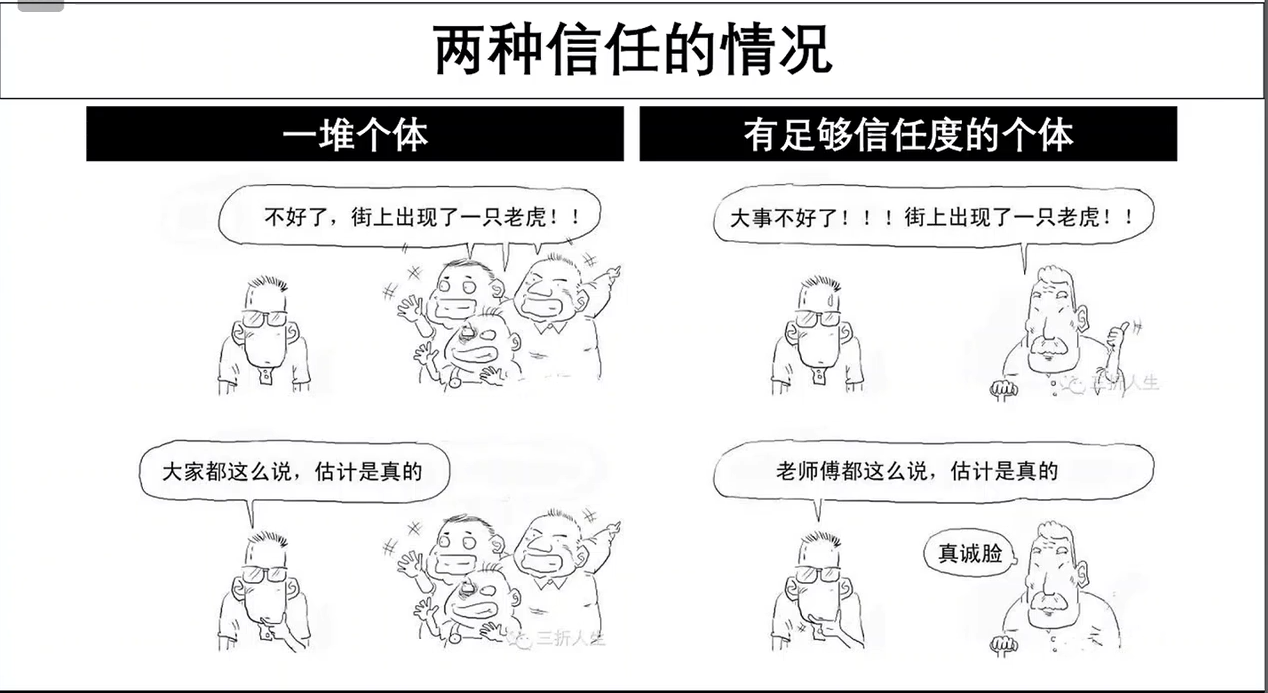 两种信任的情况
一堆个体
有足够信任度的个体
不好了，街上出现了一只老虎！！
大事不好了！！！街上出现了一只老虎！！
三折人生
大家都这么说，估计是真的
老师傅都这么说，估计是真的
真诚脸
三折人生